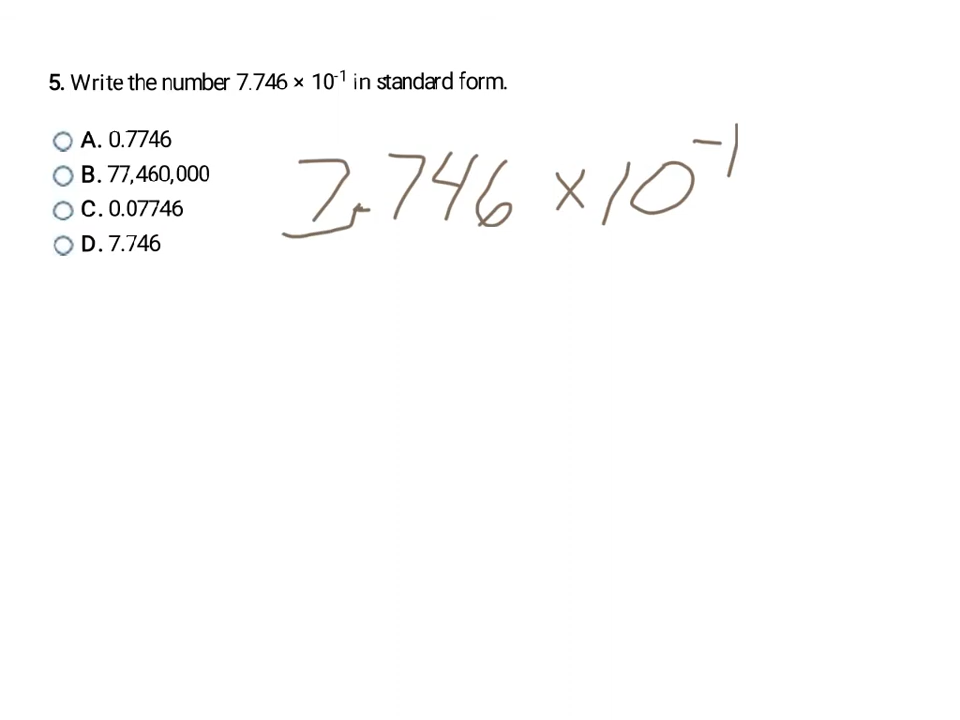 5. Write the number 7.746 × 10⁻¹ in standard form.
A. 0.7746
B. 77,460,000
C. 0.07746
D. 7.746
7.746 × 10⁻¹